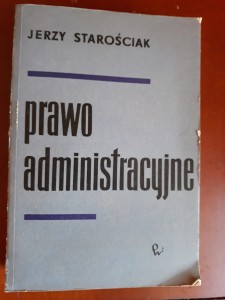 JERZY STAROŚCIAK
prawo
administracyjne